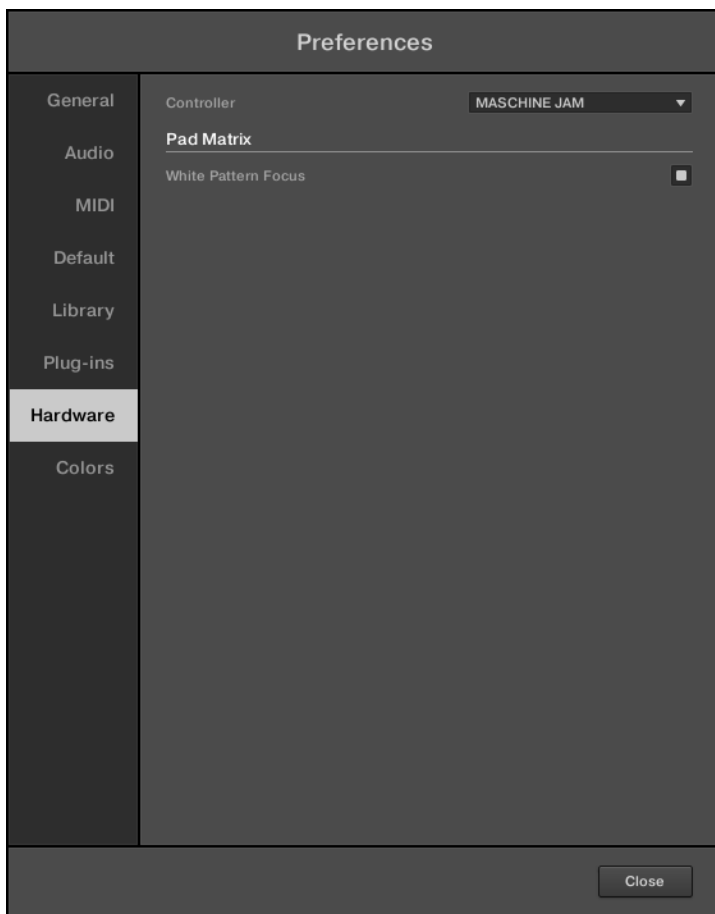 Preferences
General
Audio
MIDI
Default
Library
Plug-ins
Hardware
Colors
Controller MASCHINE JAM
Pad Matrix
White Pattern Focus
Close